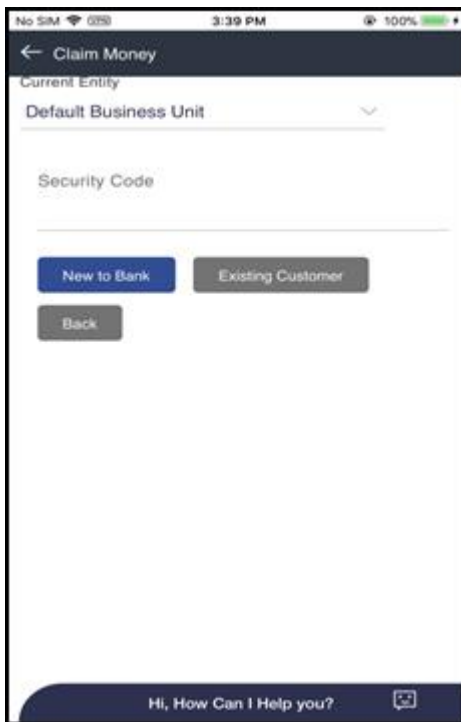 No SIM VPN 3:39 PM 100%
Claim Money
Current Entity
Default Business Unit
Security Code
New to Bank Existing Customer
Back
Hi, How Can I Help you?